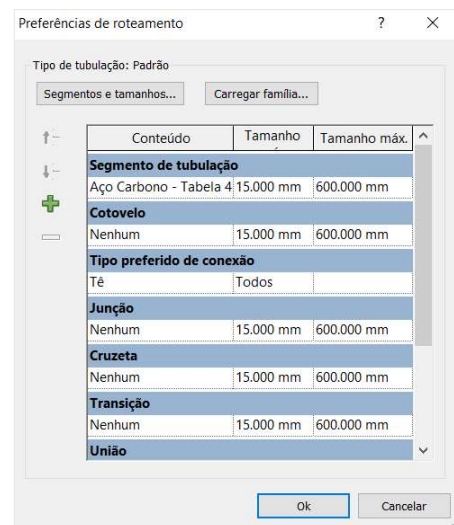 Preferências de roteamento ? ×
Tipo de tubulação: Padrão
Segmentos e tamanhos... Carregar família...
Conteúdo Tamanho Tamanho máx.
Segmento de tubulação
Aço Carbono - Tabela 4 15.000 mm 600.000 mm
Cotovelo
Nenhum 15.000 mm 600.000 mm
Tipo preferido de conexão
Tê Todos
Junção
Nenhum 15.000 mm 600.000 mm
Cruzeta
Nenhum 15.000 mm 600.000 mm
Transição
Nenhum 15.000 mm 600.000 mm
União
Ok Cancelar